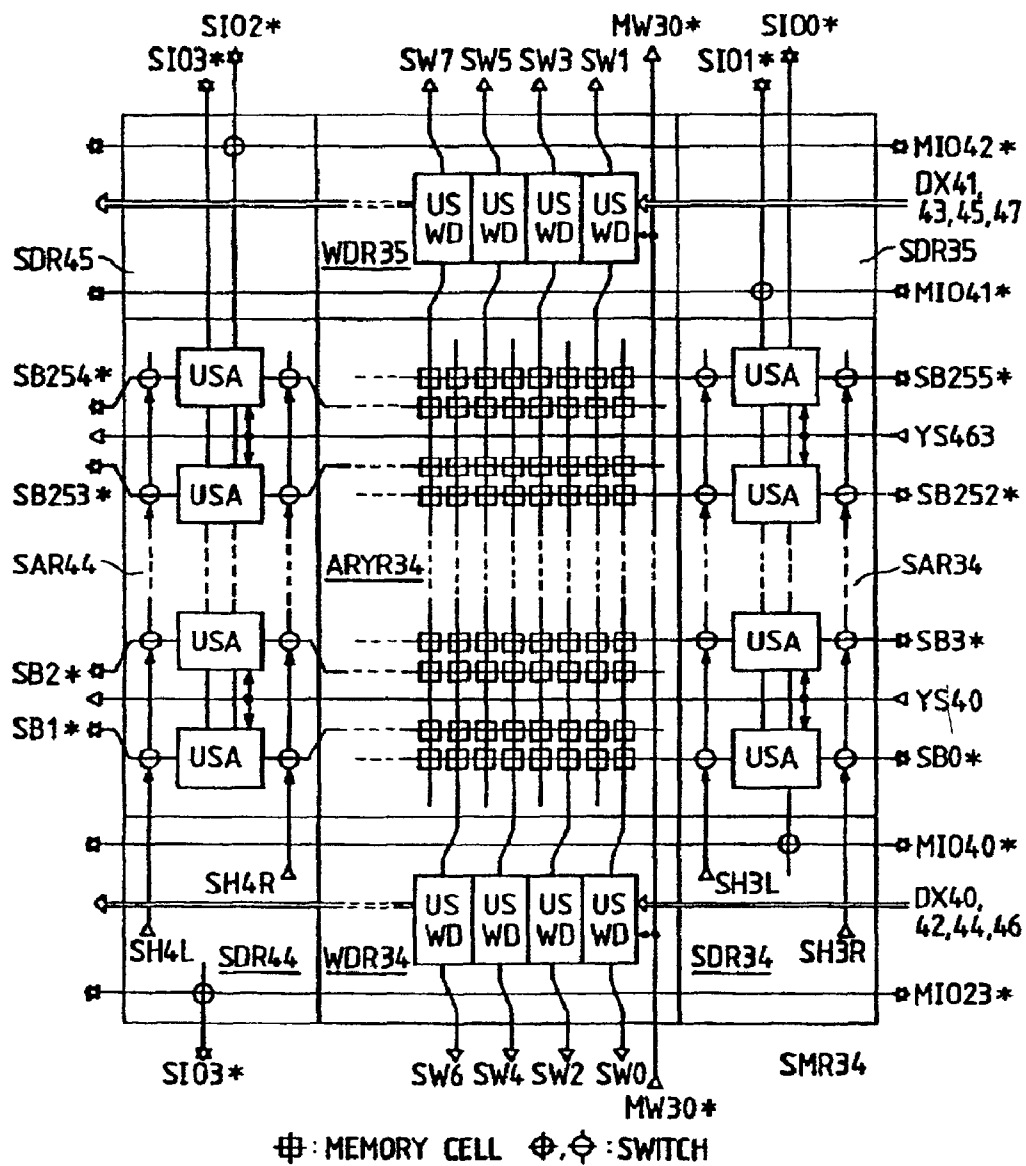 SIO2* MW30* SIO0*
SIO3* SW7 SW5 SW3 SW1 SIO1*
MIO42*
DX41,
43,45,47
US US US US
WD WD WD WD
SDR45 WDR35 SDR35
MIO41*
SB254* USA USA SB255*
YS463
SB253* USA USA SB252*
SAR44 ARYR34 SAR34
USA USA SB3*
SB2*
YS40
SB1*
USA USA SB0*
MIO40*
SH4R SH3L
US US US US DX40,
WD WD WD WD 42,44,46
SH4L SDR44 WDR34 SDR34 SH3R
MIO23*
SIO3* SW6 SW4 SW2 SW0 SMR34
MW30*
: MEMORY CELL , : SWITCH